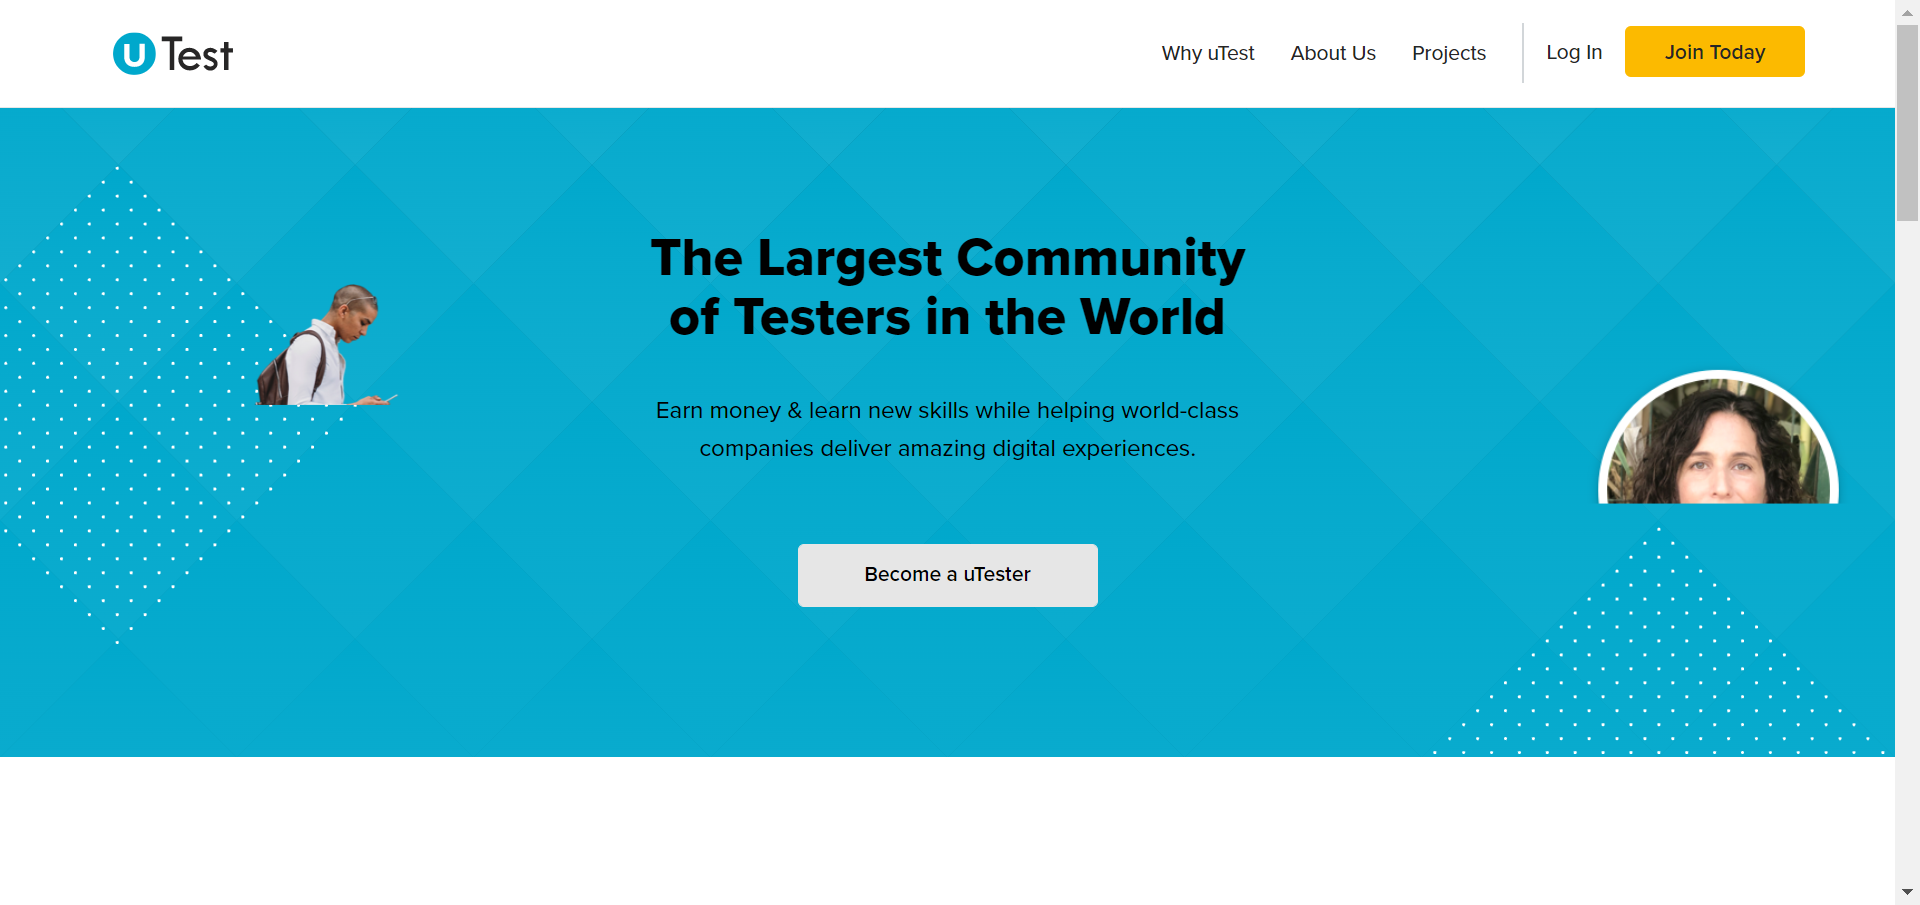 uTest
Why uTest
About Us
Projects
Log In
Join Today
The Largest Community
of Testers in the World
Earn money & learn new skills while helping world-class
companies deliver amazing digital experiences.
Become a uTester